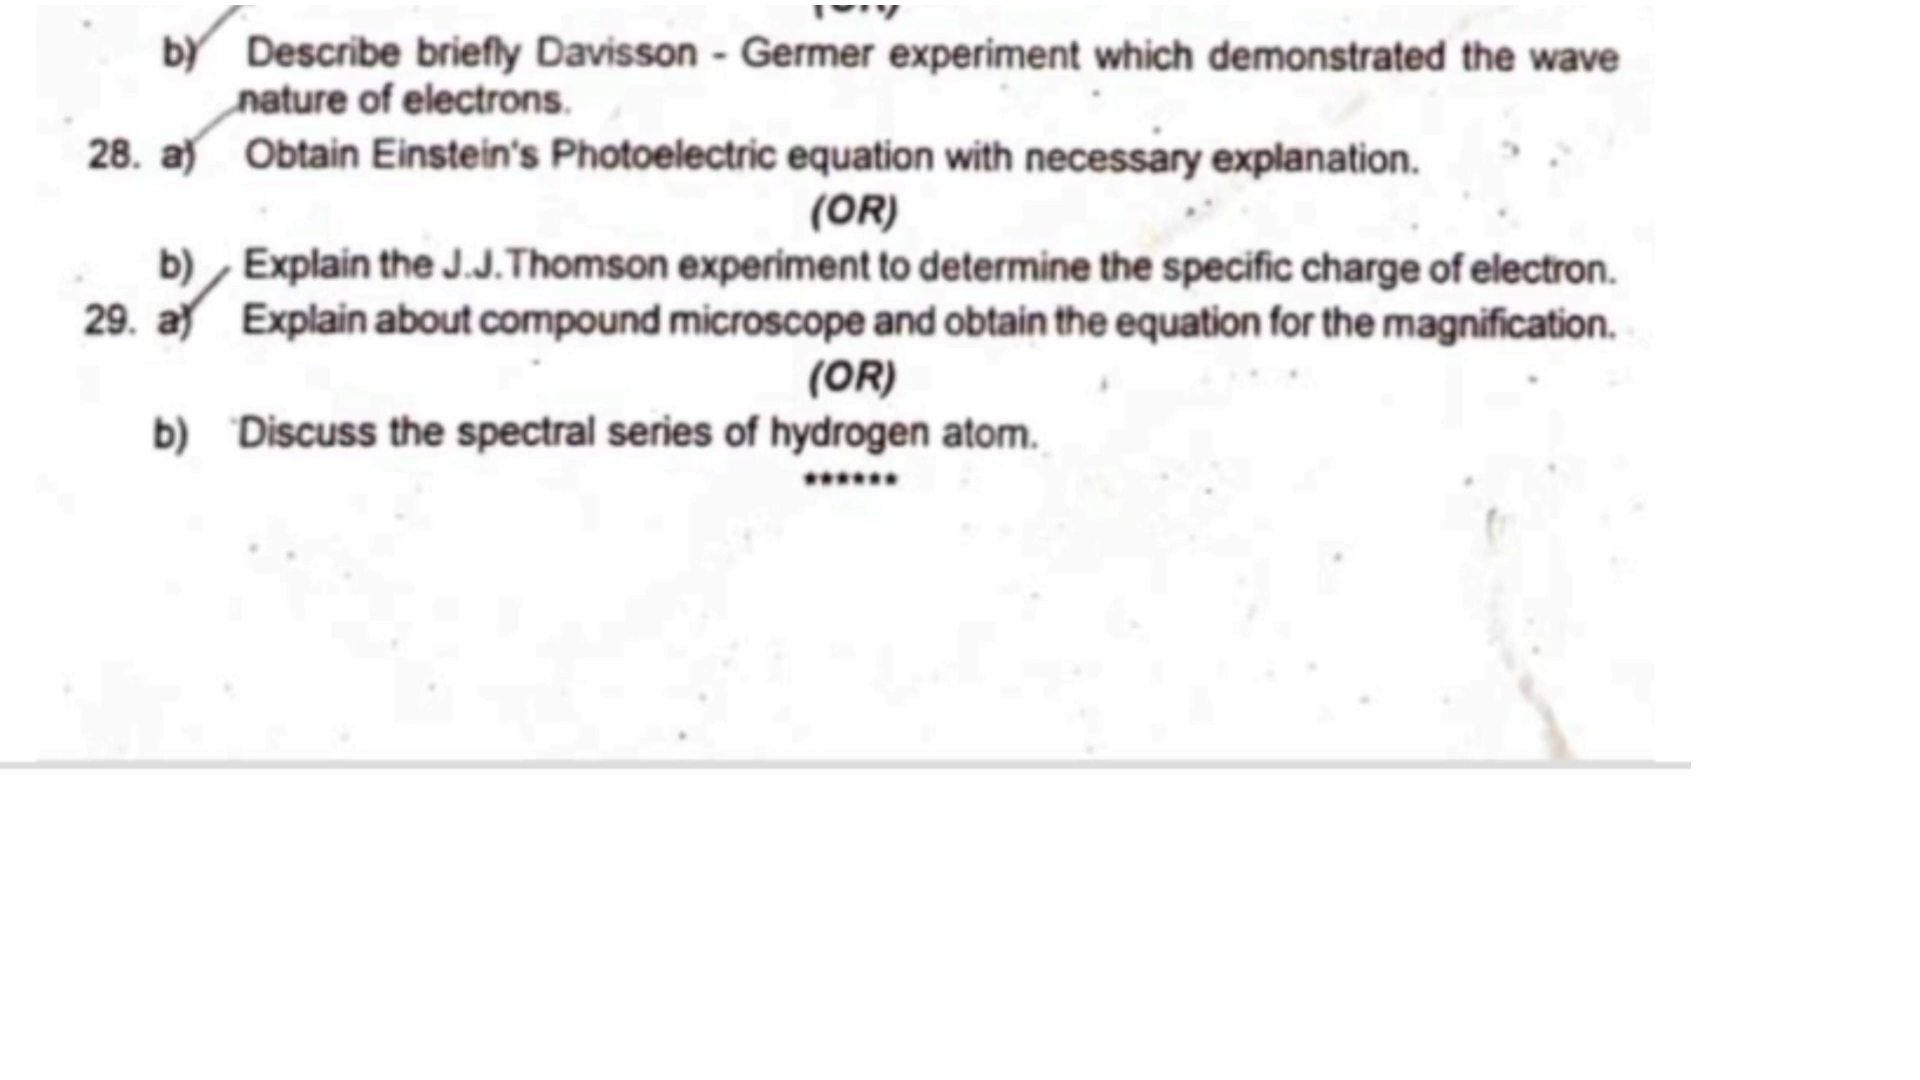 b) Describe briefly Davisson - Germer experiment which demonstrated the wave
nature of electrons.
28. a) Obtain Einstein's Photoelectric equation with necessary explanation.
(OR)
b) Explain the J.J.Thomson experiment to determine the specific charge of electron.
29. a) Explain about compound microscope and obtain the equation for the magnification.
(OR)
b) Discuss the spectral series of hydrogen atom.
******